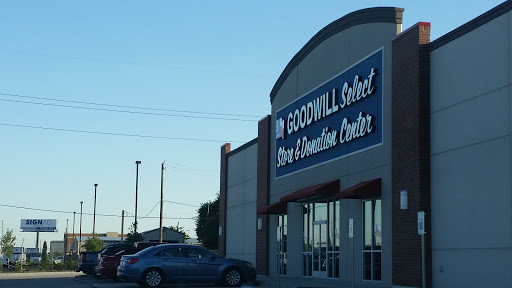 GOODWILL Select
Store & Donation Center
SIGN